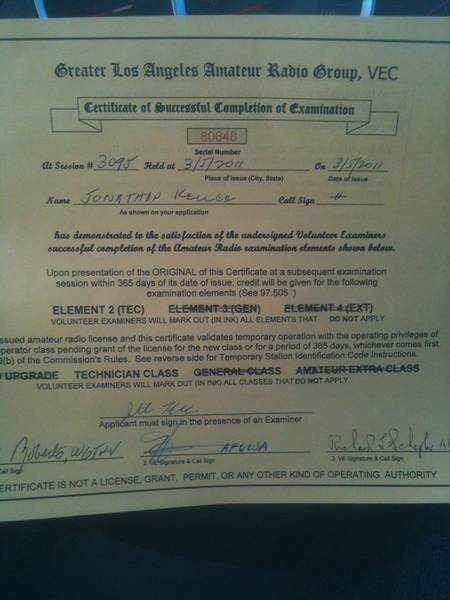 Greater Los Angeles Amateur Radio Group, VEC
Certificate of Successful Completion of Examination
80648
Serial Number
At Session # 3095 Held at 3/5/2011 On 3/5/2011
Place of Issue (City, State) Date of Issue
Name JONATHAN Call Sign
As shown on your application
has demonstrated to the satisfaction of the undersigned Volunteer Examiners
successful completion of the Amateur Radio examination elements shown below.
Upon presentation of the ORIGINAL of this Certificate at a subsequent examination
session within 365 days of its date of issue, credit will be given for the following
examination elements (See 97.505 )
ELEMENT 2 (TEC) ELEMENT 3 (GEN) ELEMENT 4 (EXT)
VOLUNTEER EXAMINERS WILL MARK OUT (IN INK) ALL ELEMENTS THAT DO NOT APPLY
ssued amateur radio license and this certificate validates temporary operation with the operating privileges of
operator class pending grant of the license for the new class or for a period of 365 days, whichever comes first
9(b) of the Commission's Rules. See reverse side for Temporary Station Identification Code Instructions.
UPGRADE TECHNICIAN CLASS GENERAL CLASS AMATEUR EXTRA CLASS
VOLUNTEER EXAMINERS WILL MARK OUT (IN INK) ALL CLASSES THAT DO NOT APPLY
Applicant must sign in the presence of an Examiner
Roberts,
Call Sign 2. VE Signature & Call Sign 3. VE Signature & Call Sign
CERTIFICATE IS NOT A LICENSE, GRANT, PERMIT, OR ANY OTHER KIND OF OPERATING AUTHORITY